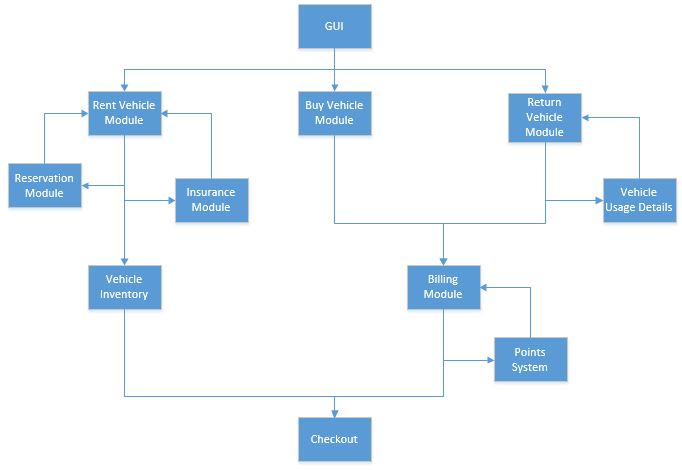 GUI
Rent Vehicle
Module
Buy Vehicle
Module
Return
Vehicle
Module
Reservation
Module
Insurance
Module
Vehicle
Usage Details
Vehicle
Inventory
Billing
Module
Points
System
Checkout